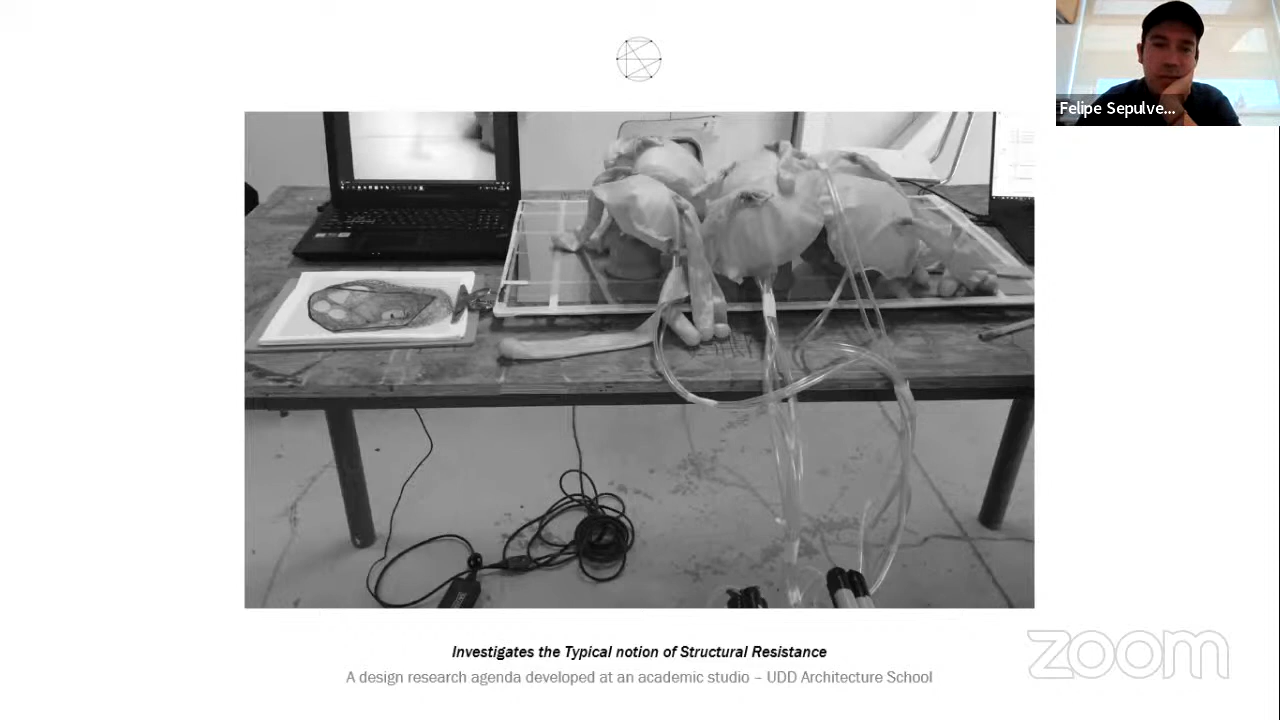 Felipe Sepulve...
Investigates the Typical notion of Structural Resistance
A design research agenda developed at an academic studio – UDD Architecture School
zoom